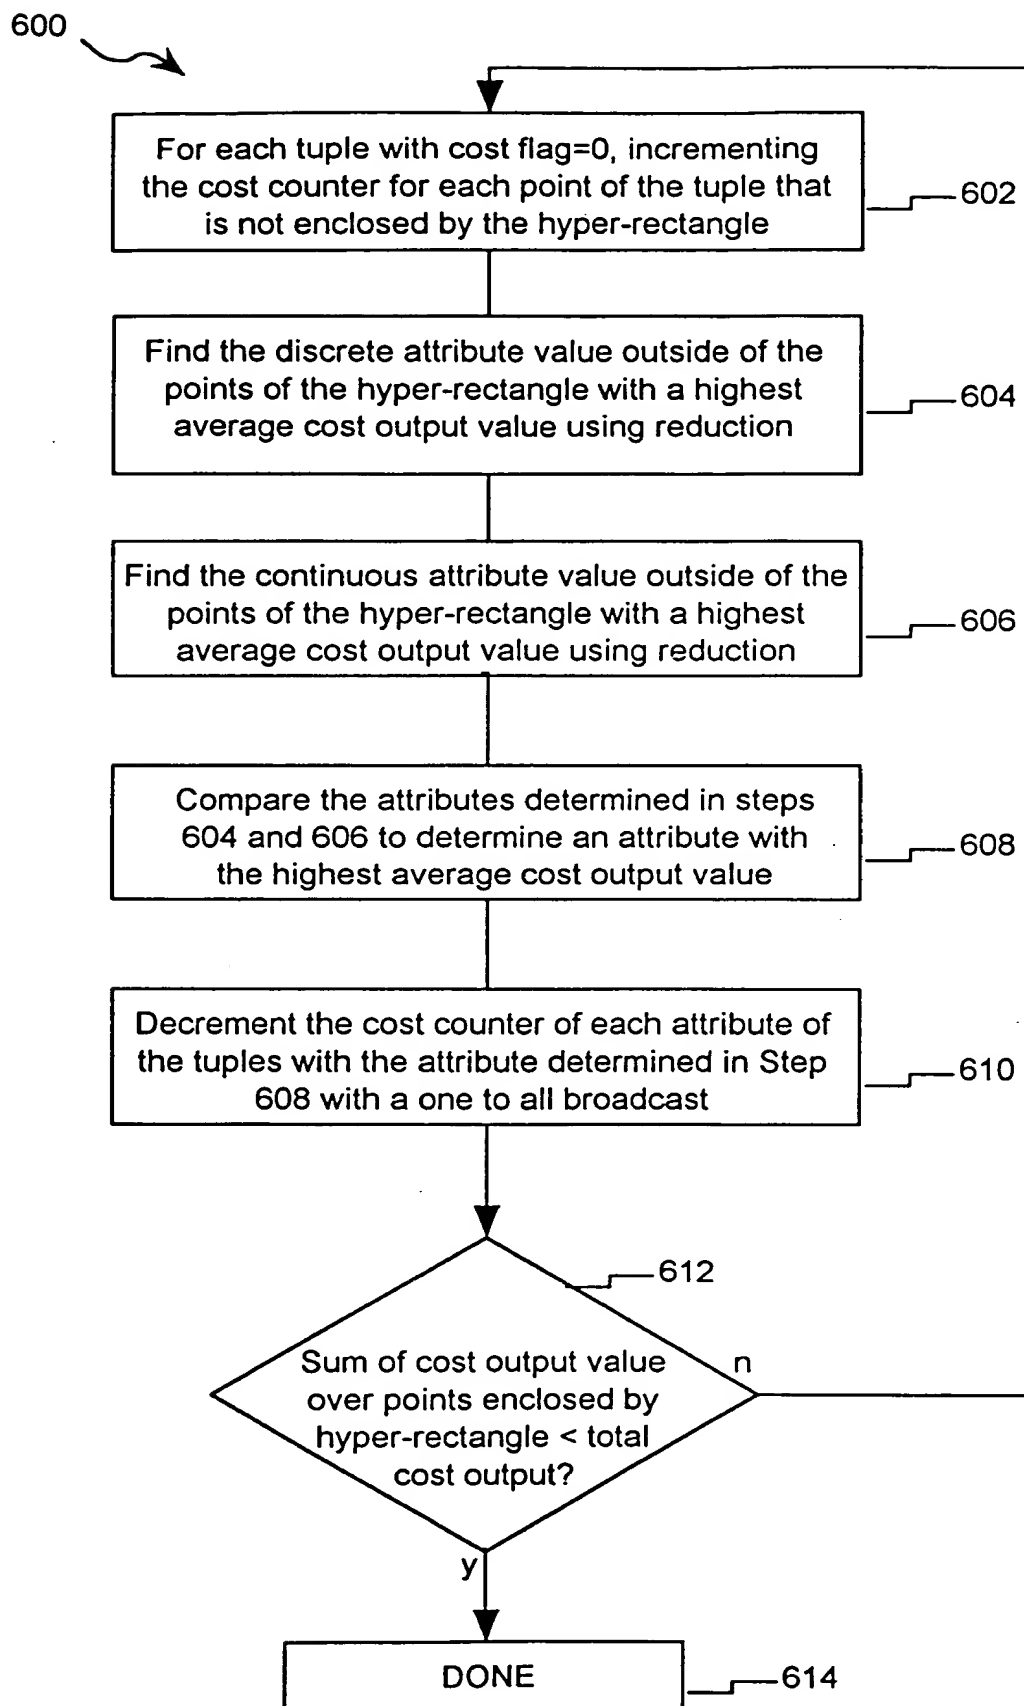 600
For each tuple with cost flag=0, incrementing
the cost counter for each point of the tuple that
is not enclosed by the hyper-rectangle
602
Find the discrete attribute value outside of the
points of the hyper-rectangle with a highest
average cost output value using reduction
604
Find the continuous attribute value outside of the
points of the hyper-rectangle with a highest
average cost output value using reduction
606
Compare the attributes determined in steps
604 and 606 to determine an attribute with
the highest average cost output value
608
Decrement the cost counter of each attribute of
the tuples with the attribute determined in Step
608 with a one to all broadcast
610
612
Sum of cost output value
over points enclosed by
hyper-rectangle < total
cost output?
n
y
DONE
614